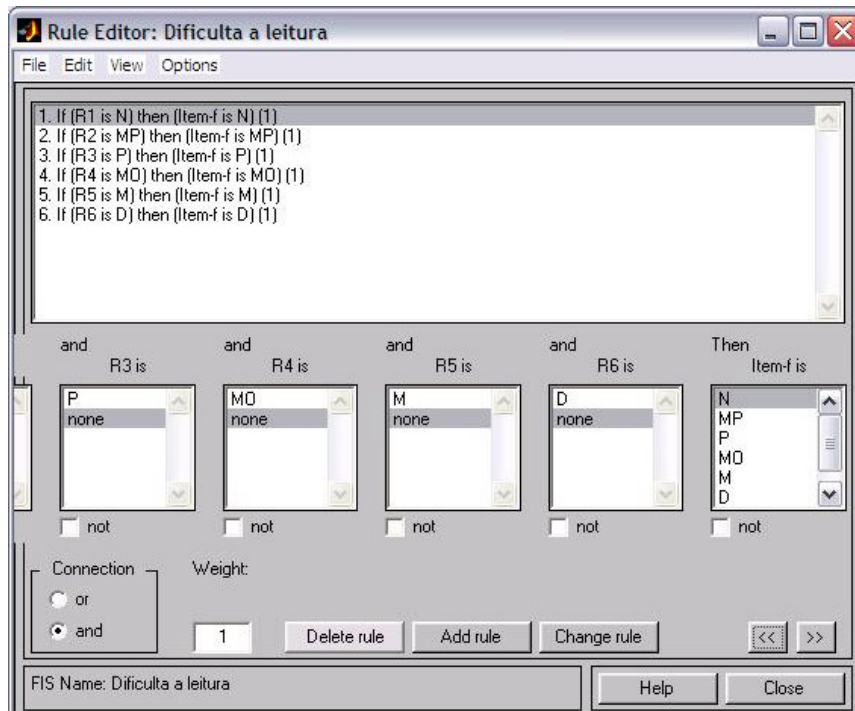 Rule Editor: Dificulta a leitura
File Edit View Options
1. If (R1 is N) then (Item-f is N) (1)
2. If (R2 is MP) then (Item-f is MP) (1)
3. If (R3 is P) then (Item-f is P) (1)
4. If (R4 is MO) then (Item-f is MO) (1)
5. If (R5 is M) then (Item-f is M) (1)
6. If (R6 is D) then (Item-f is D) (1)
and and and and Then
R3 is R4 is R5 is R6 is Item-f is
P MO M D N
none none none none MP
P
MO
M
D
not not not not not
Connection Weight:
or
and 1 Delete rule Add rule Change rule << >>
FIS Name: Dificulta a leitura Help Close